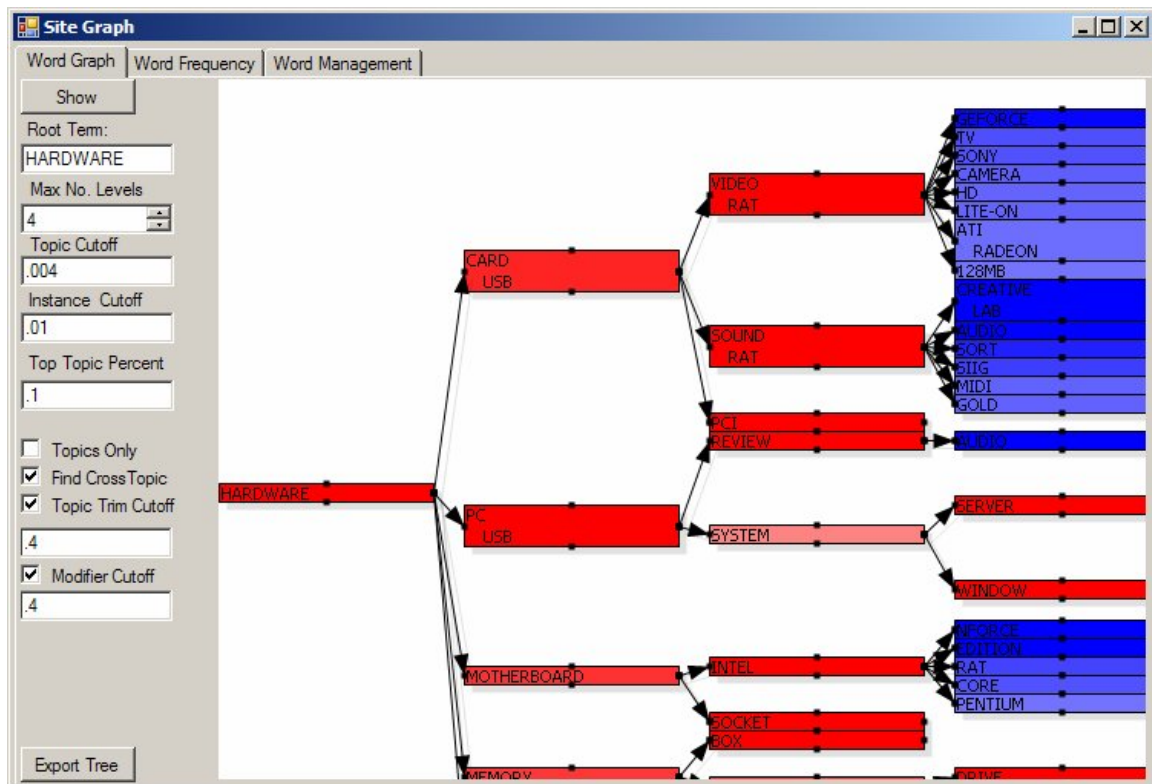 Site Graph
Word Graph
Word Frequency
Word Management
Show
Root Term:
HARDWARE
Max No. Levels
4
Topic Cutoff
.004
Instance Cutoff
.01
Top Topic Percent
.1
Topics Only
Find CrossTopic
Topic Trim Cutoff
.4
Modifier Cutoff
.4
Export Tree
HARDWARE
CARD
USB
PC
USB
MOTHERBOARD
MEMORY
VIDEO
RAT
SOUND
RAT
PCI
REVIEW
SYSTEM
INTEL
SOCKET
BOX
GEFORCE
TV
SONY
CAMERA
HD
LITE-ON
ATI
RADEON
128MB
CREATIVE
LAB
AUDIO
SORT
SIIG
MIDI
GOLD
AUDIO
SERVER
WINDOW
NFORCE
EDITION
RAT
CORE
PENTIUM
DRIVE